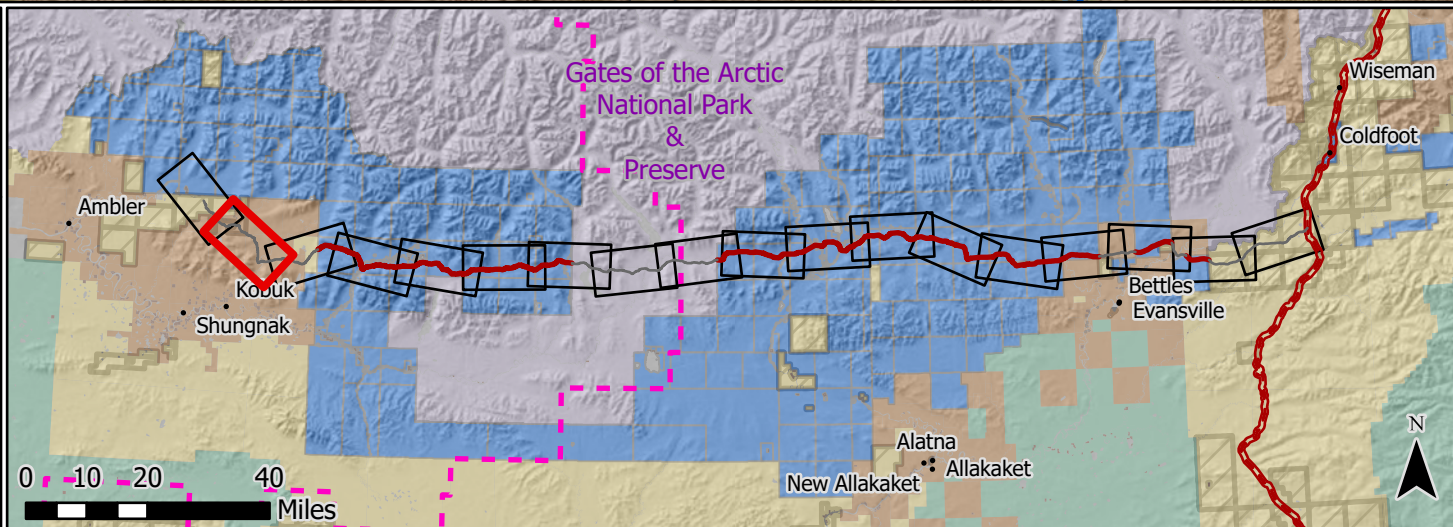 Gates of the Arctic
National Park
&
Preserve
Wiseman
Coldfoot
Ambler
Kobuk
Shungnak
Bettles
Evansville
Alatna
Allakaket
New Allakaket
N
0 10 20 40
Miles